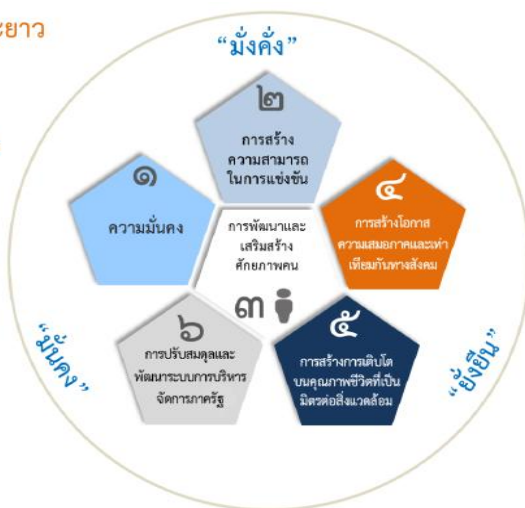 ะยาว
“มั่งคั่ง”
๒
การสร้าง
ความสามารถ
ในการแข่งขัน
๑
ความมั่นคง
๔
การสร้างโอกาส
ความเสมอภาคและเท่า
เทียมกันทางสังคม
การพัฒนาและ
เสริมสร้าง
ศักยภาพคน
๓
๖
การปรับสมดุลและ
พัฒนาระบบการบริหาร
จัดการภาครัฐ
๕
การสร้างการเติบโต
บนคุณภาพชีวิตที่เป็น
มิตรต่อสิ่งแวดล้อม
“มั่นคง”
“ยั่งยืน”